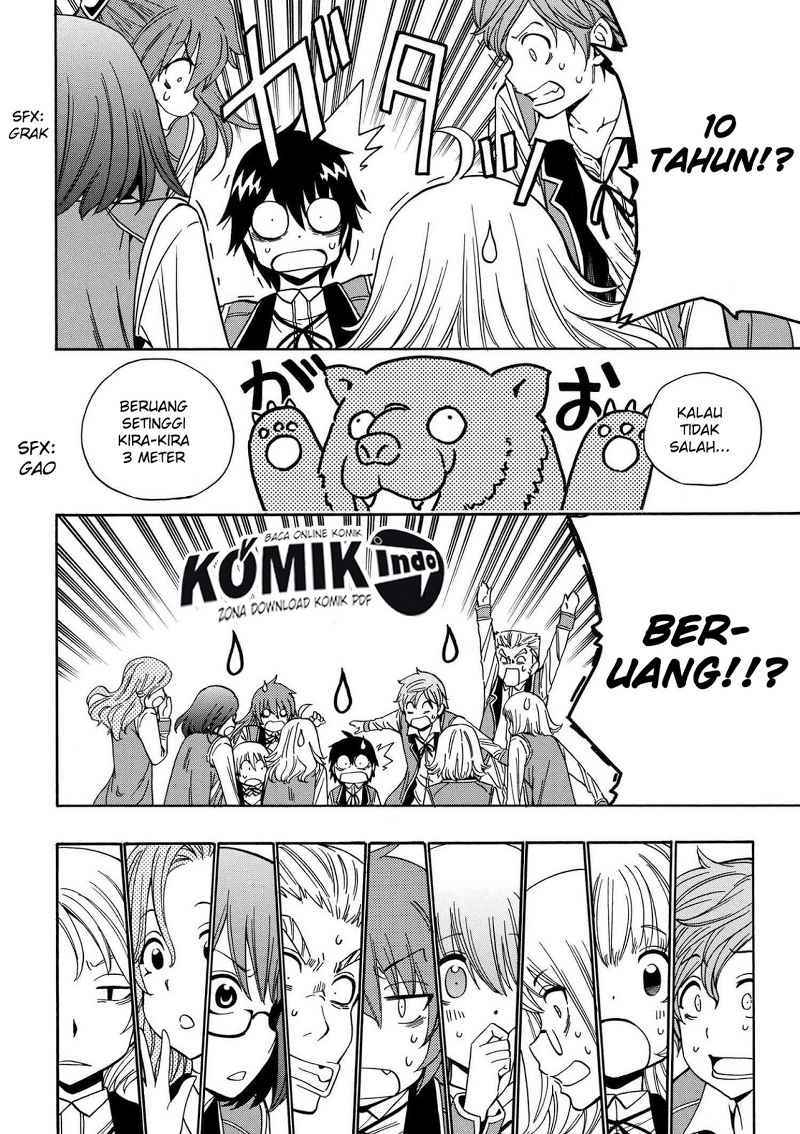 10
TAHUN!?
ガタッ
SFX:
GRAK
KALAU
TIDAK
SALAH...
がお
BERUANG
SETINGGI
KIRA-KIRA
3 METER
SFX:
GAO
BACA ONLINE KOMIK
KOMIK Indo
ZONA DOWNLOAD KOMIK PDF
BER-
UANG!!?